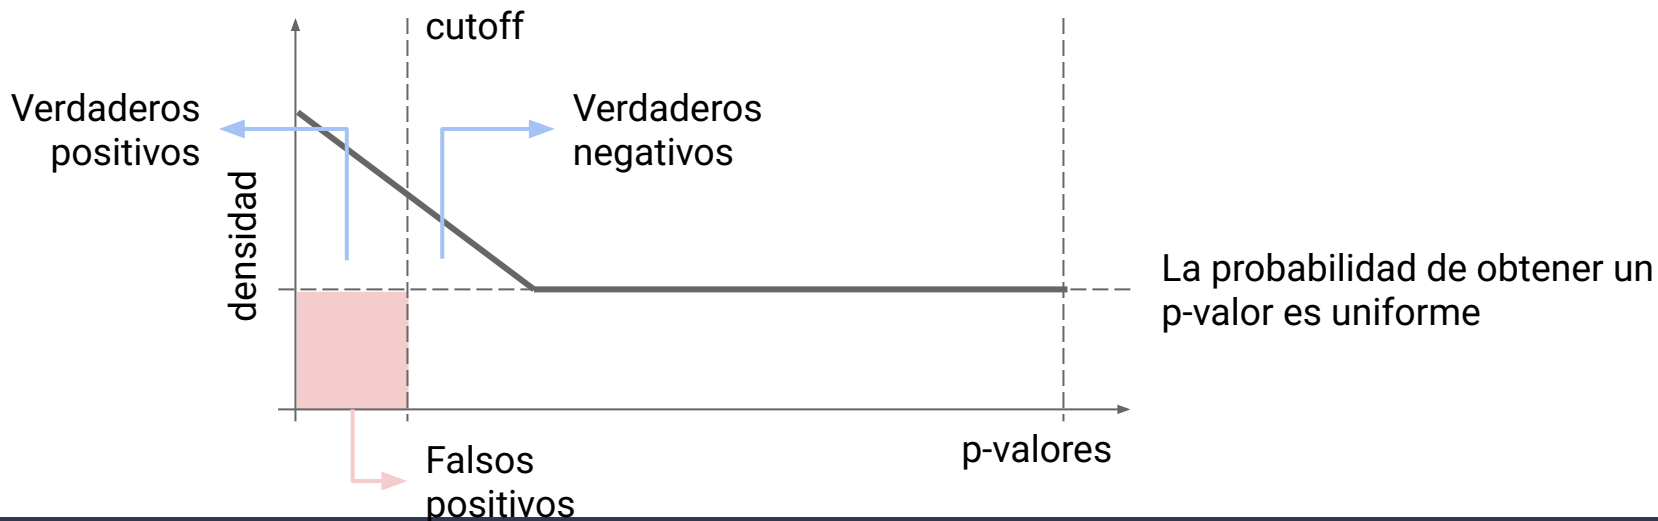 cutoff
Verdaderos
positivos
Verdaderos
negativos
densidad
La probabilidad de obtener un
p-valor es uniforme
p-valores
Falsos
positivos